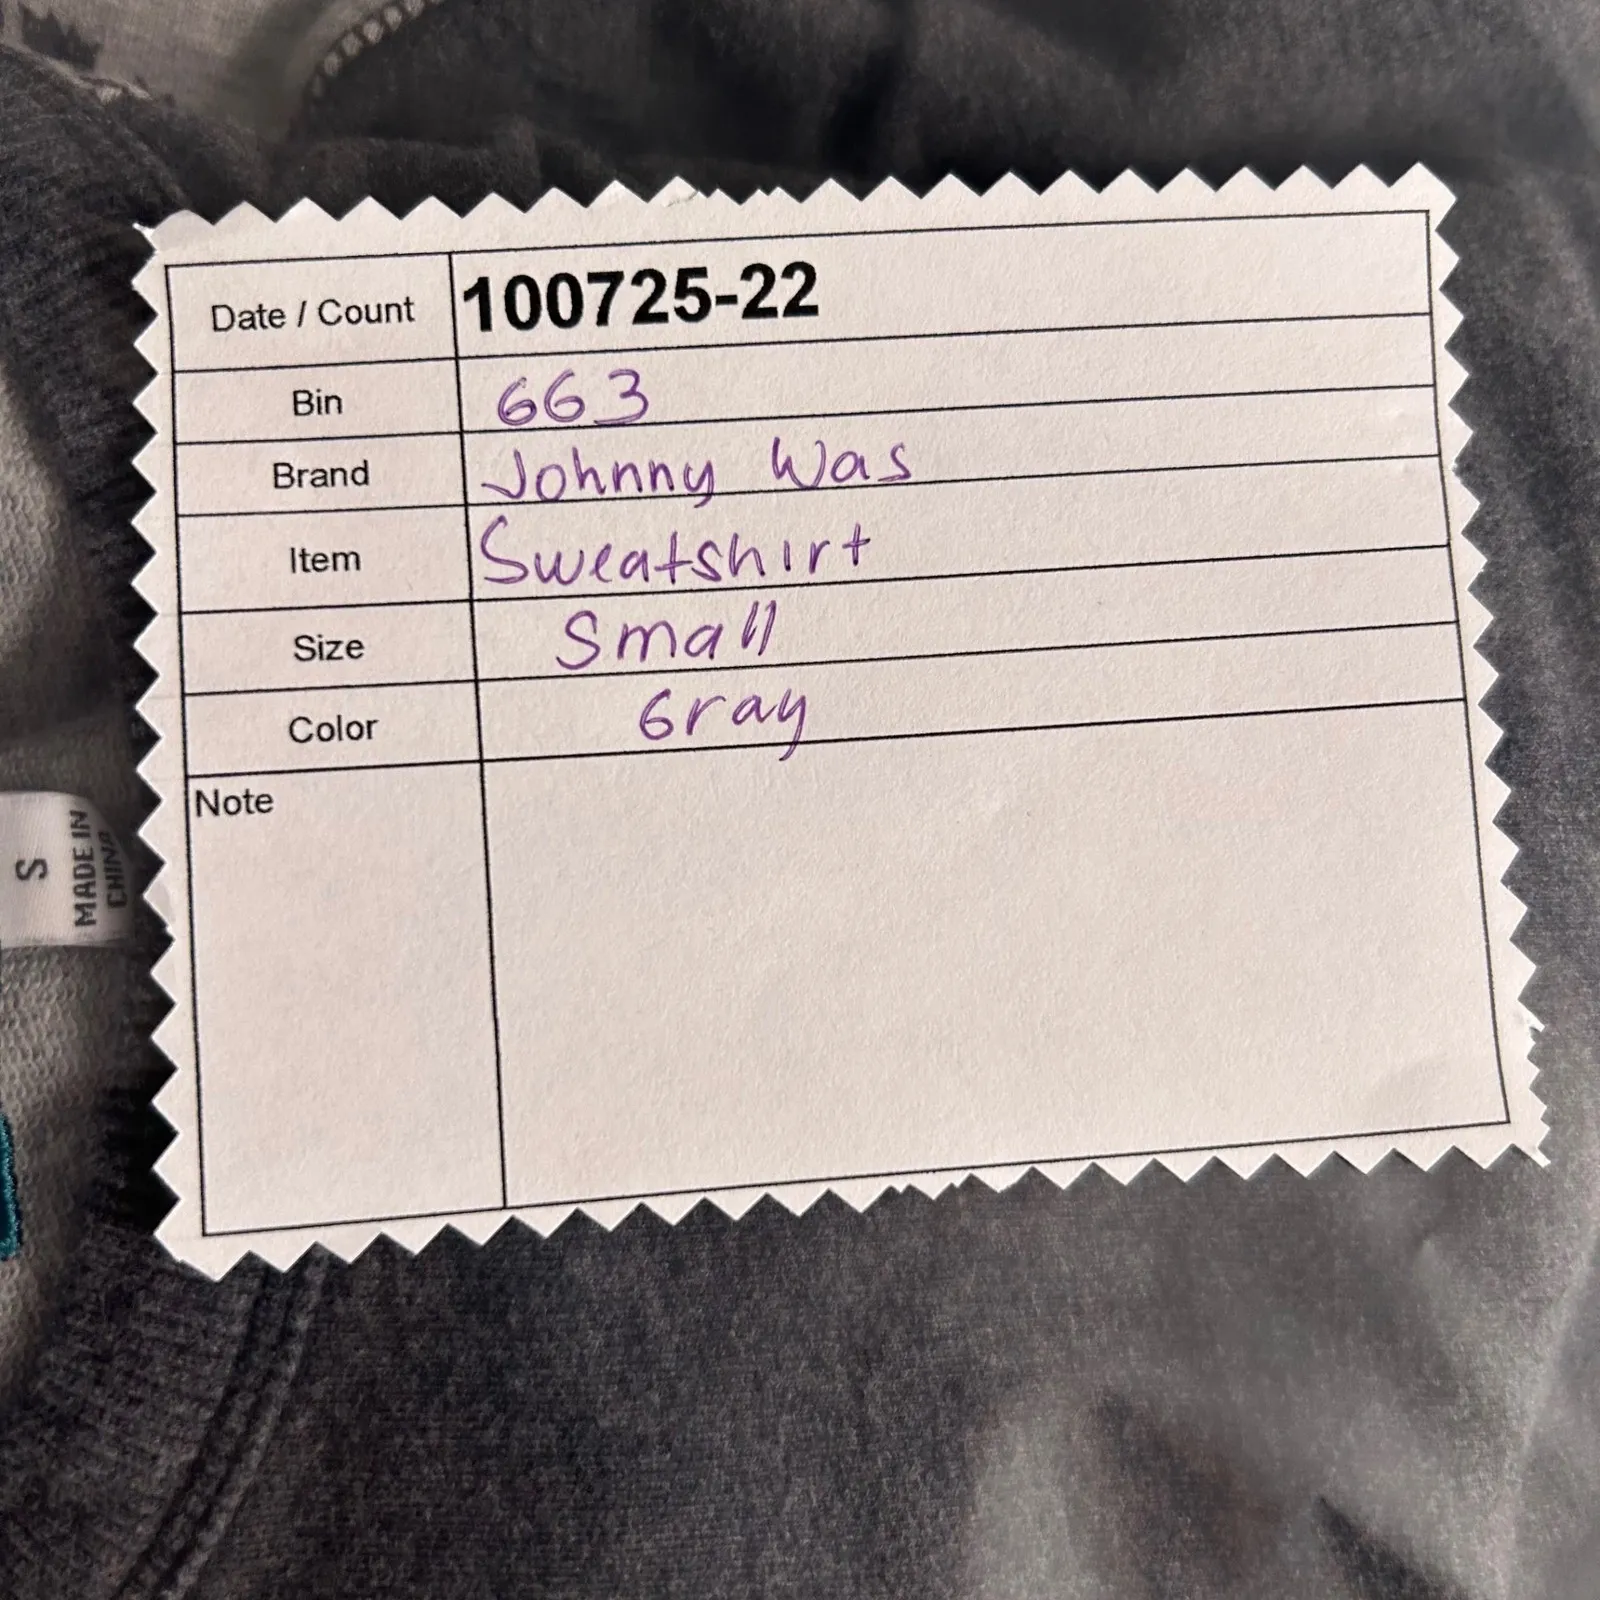 Date / Count 100725-22
Bin 663
Brand Johnny Was
Item Sweatshirt
Size Small
Color Gray
Note
S
MADE IN
CHINA